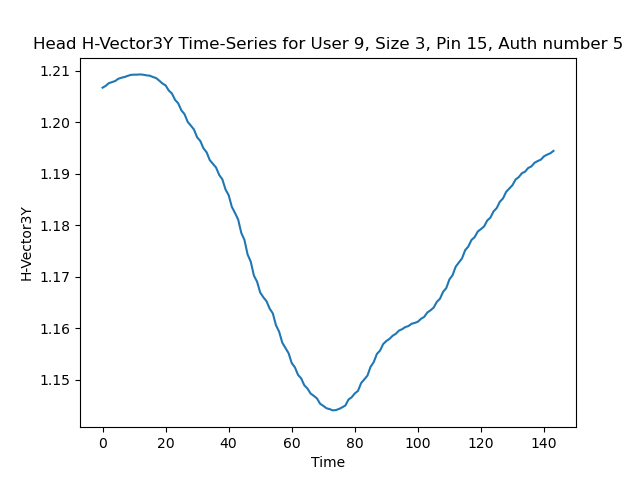 Head H-Vector3Y Time-Series for User 9, Size 3, Pin 15, Auth number 5
1.21
1.20
1.19
1.18
1.17
1.16
1.15
H-Vector3Y
0 20 40 60 80 100 120 140
Time